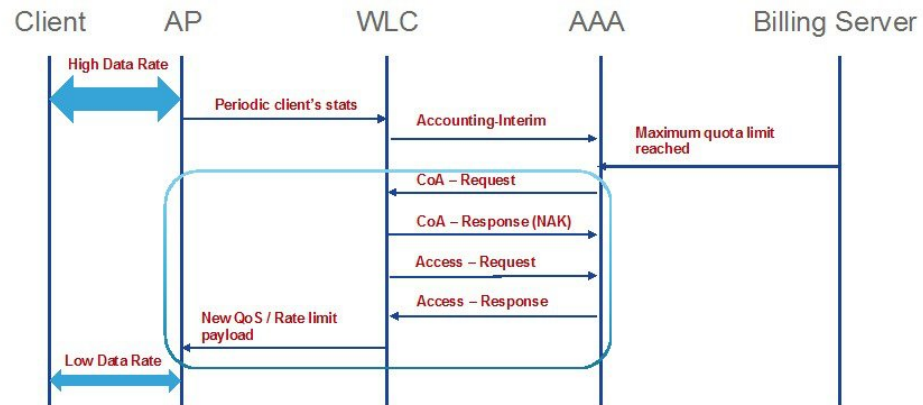 Client AP WLC AAA Billing Server
High Data Rate
Periodic client's stats
Accounting-Interim
Maximum quota limit
reached
CoA – Request
CoA – Response (NAK)
Access – Request
Access – Response
New QoS / Rate limit
payload
Low Data Rate